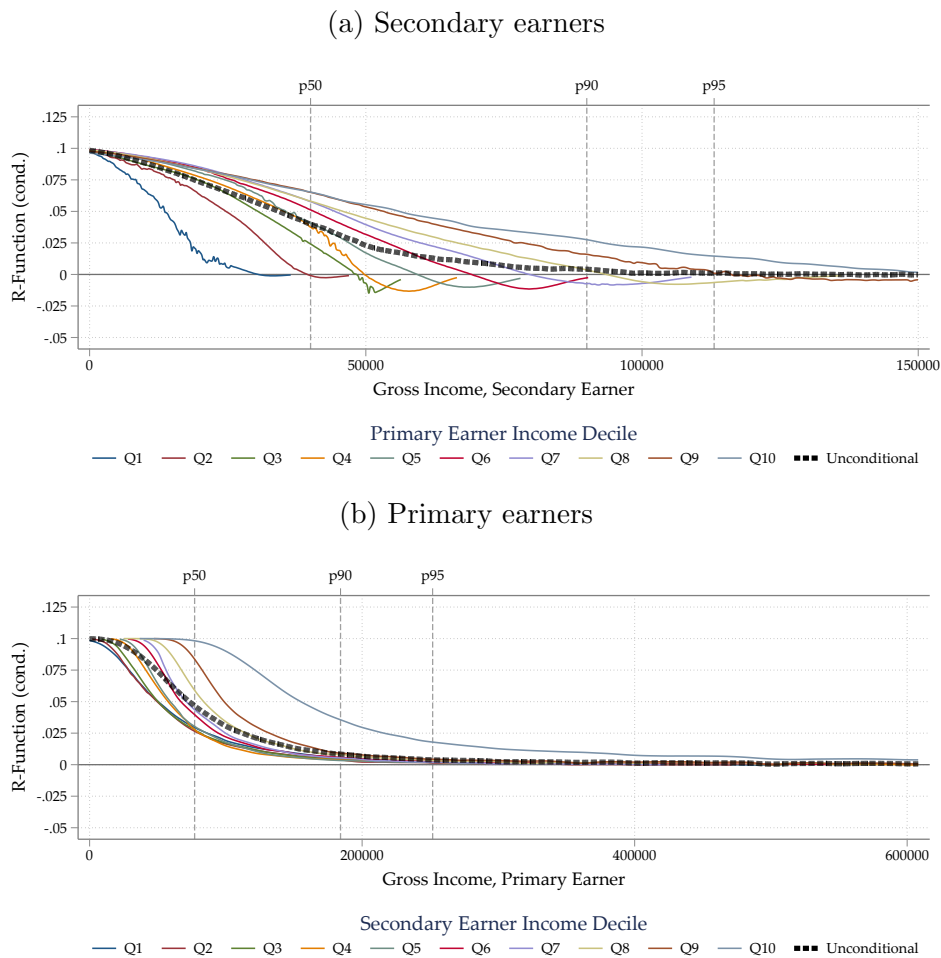 (a) Secondary earners
p50 p90 p95
.125
.1
.075
.05
.025
0
-.025
-.05
R-Function (cond.)
0 50000 100000 150000
Gross Income, Secondary Earner
Primary Earner Income Decile
Q1 Q2 Q3 Q4 Q5 Q6 Q7 Q8 Q9 Q10 Unconditional
(b) Primary earners
p50 p90 p95
.125
.1
.075
.05
.025
0
-.025
-.05
R-Function (cond.)
0 200000 400000 600000
Gross Income, Primary Earner
Secondary Earner Income Decile
Q1 Q2 Q3 Q4 Q5 Q6 Q7 Q8 Q9 Q10 Unconditional